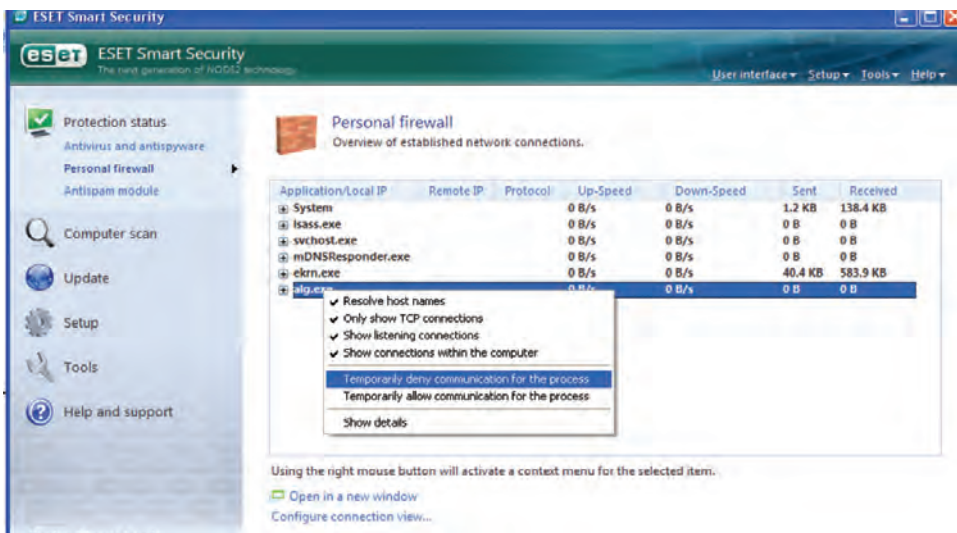 ESET Smart Security
eset ESET Smart Security
The next generation of NOD32 technology
User interface Setup Tools Help
Protection status
Antivirus and antispyware
Personal firewall
Antispam module
Computer scan
Update
Setup
Tools
Help and support
Personal firewall
Overview of established network connections.
Application/Local IP Remote IP Protocol Up-Speed Down-Speed Sent Received
System 0 B/s 0 B/s 1.2 KB 138.4 KB
lsass.exe 0 B/s 0 B/s 0 B 0 B
svchost.exe 0 B/s 0 B/s 0 B 0 B
mDNSResponder.exe 0 B/s 0 B/s 0 B 0 B
ekrn.exe 0 B/s 0 B/s 40.4 KB 583.9 KB
alg.exe 0 B/s 0 B/s 0 B 0 B
Resolve host names
Only show TCP connections
Show listening connections
Show connections within the computer
Temporarily deny communication for the process
Temporarily allow communication for the process
Show details
Using the right mouse button will activate a context menu for the selected item.
Open in a new window
Configure connection view...